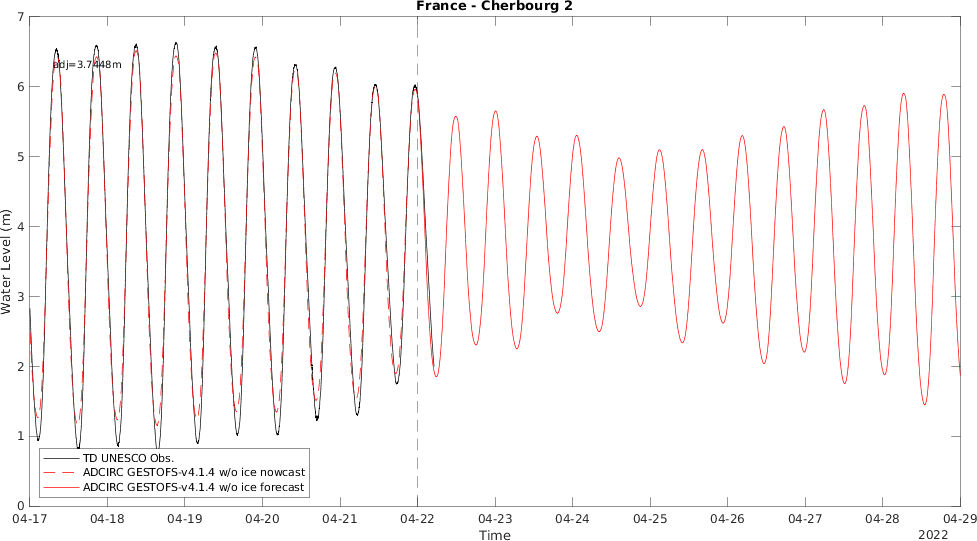 France - Cherbourg 2
7
6
5
4
3
2
1
0
Water Level (m)
adj=3.7448m
TD UNESCO Obs.
ADCIRC GESTOFS-v4.1.4 w/o ice nowcast
ADCIRC GESTOFS-v4.1.4 w/o ice forecast
04-17 04-18 04-19 04-20 04-21 04-22 04-23 04-24 04-25 04-26 04-27 04-28 04-29
Time
2022